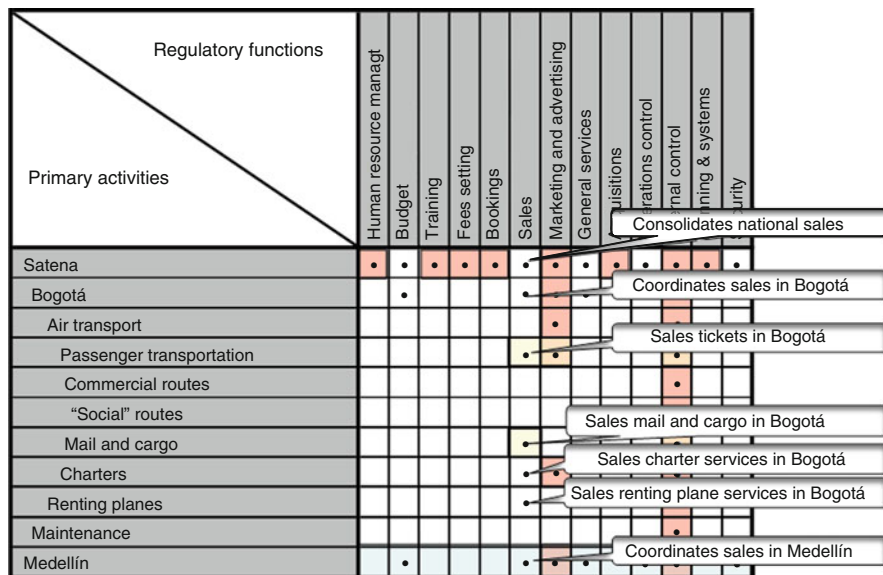 Regulatory functions
Primary activities
Human resource managt
Budget
Training
Fees setting
Bookings
Sales
Marketing and advertising
General services
Consolidates national sales
Satena
Bogotá
Coordinates sales in Bogotá
Air transport
Passenger transportation
Sales tickets in Bogotá
Commercial routes
“Social” routes
Mail and cargo
Sales mail and cargo in Bogotá
Charters
Sales charter services in Bogotá
Renting planes
Sales renting plane services in Bogotá
Maintenance
Medellín
Coordinates sales in Medellín